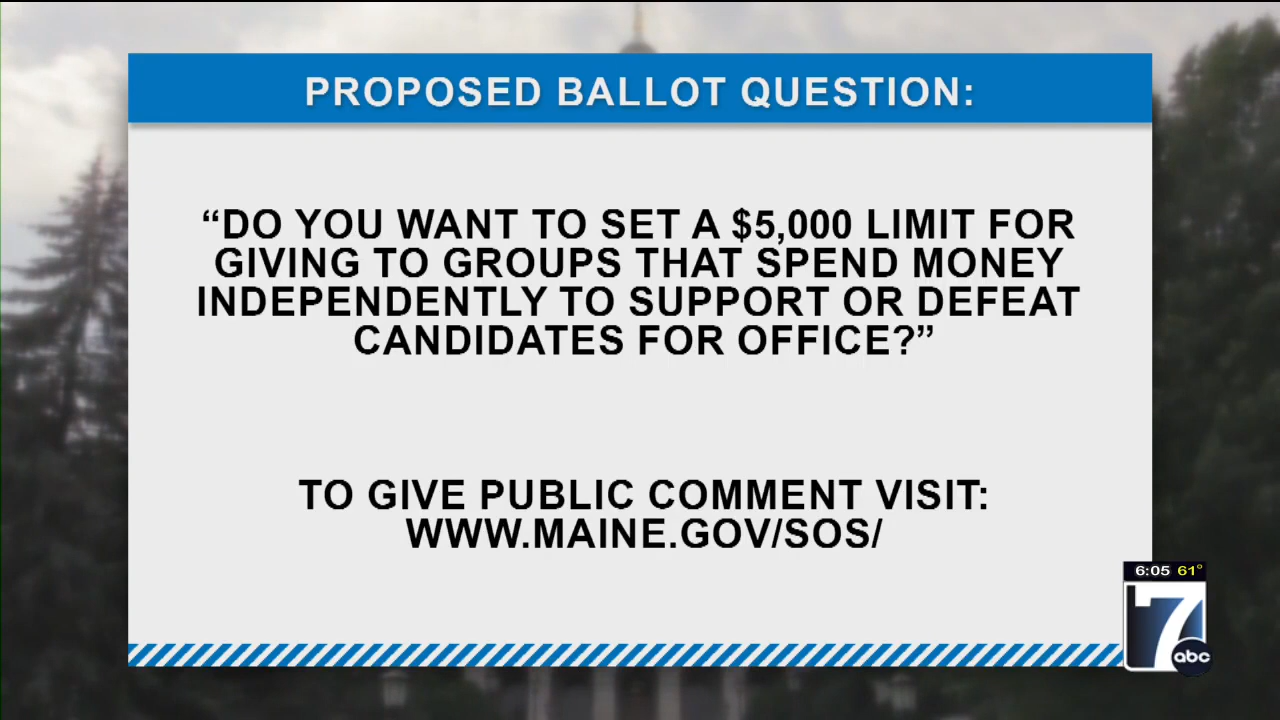 PROPOSED BALLOT QUESTION:
“DO YOU WANT TO SET A $5,000 LIMIT FOR
GIVING TO GROUPS THAT SPEND MONEY
INDEPENDENTLY TO SUPPORT OR DEFEAT
CANDIDATES FOR OFFICE?”
TO GIVE PUBLIC COMMENT VISIT:
WWW.MAINE.GOV/SOS/
6:05 61°
7
abc